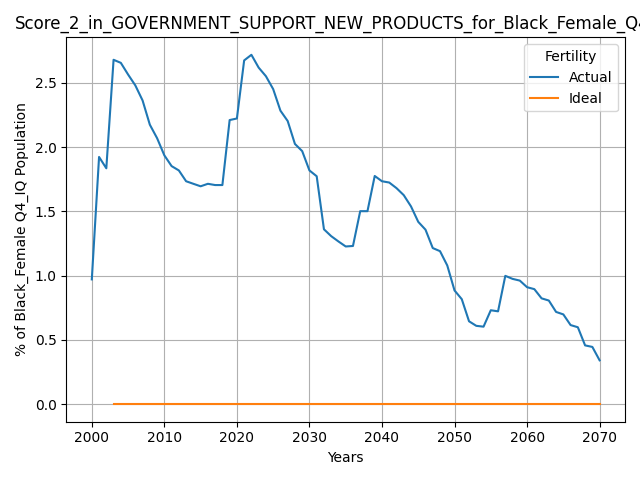 Score_2_in_GOVERNMENT_SUPPORT_NEW_PRODUCTS_for_Black_Female_Q4
Fertility
Actual
Ideal
% of Black_Female Q4_IQ Population
2.5
2.0
1.5
1.0
0.5
0.0
2000 2010 2020 2030 2040 2050 2060 2070
Years